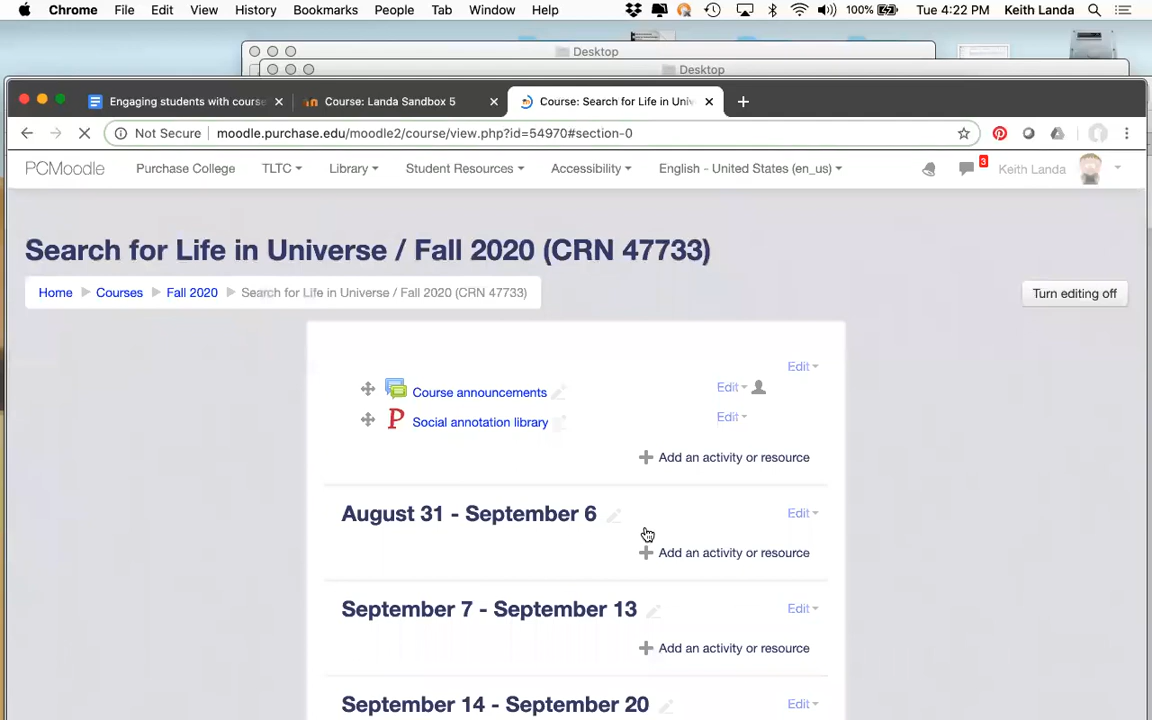 Chrome File Edit View History Bookmarks People Tab Window Help 100% Tue 4:22 PM Keith Landa
Desktop
Desktop
Engaging students with course Course: Landa Sandbox 5 Course: Search for Life in Univ
Not Secure moodle.purchase.edu/moodle2/course/view.php?id=54970#section-0
PCMoodle Purchase College TLTC Library Student Resources Accessibility English - United States (en_us) 3 Keith Landa
Search for Life in Universe / Fall 2020 (CRN 47733)
Home Courses Fall 2020 Search for Life in Universe / Fall 2020 (CRN 47733) Turn editing off
Edit
Course announcements Edit
P Social annotation library Edit
Add an activity or resource
August 31 - September 6 Edit
Add an activity or resource
September 7 - September 13 Edit
Add an activity or resource
September 14 - September 20 Edit